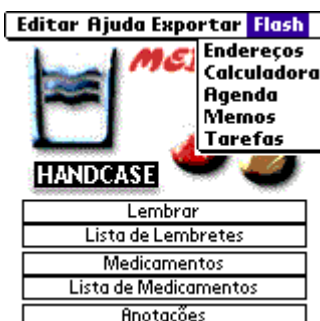 Editar Ajuda Exportar Flash
Endereços
Calculadora
Agenda
Memos
Tarefas
HANDCASE
Lembrar
Lista de Lembretes
Medicamentos
Lista de Medicamentos
Anotações